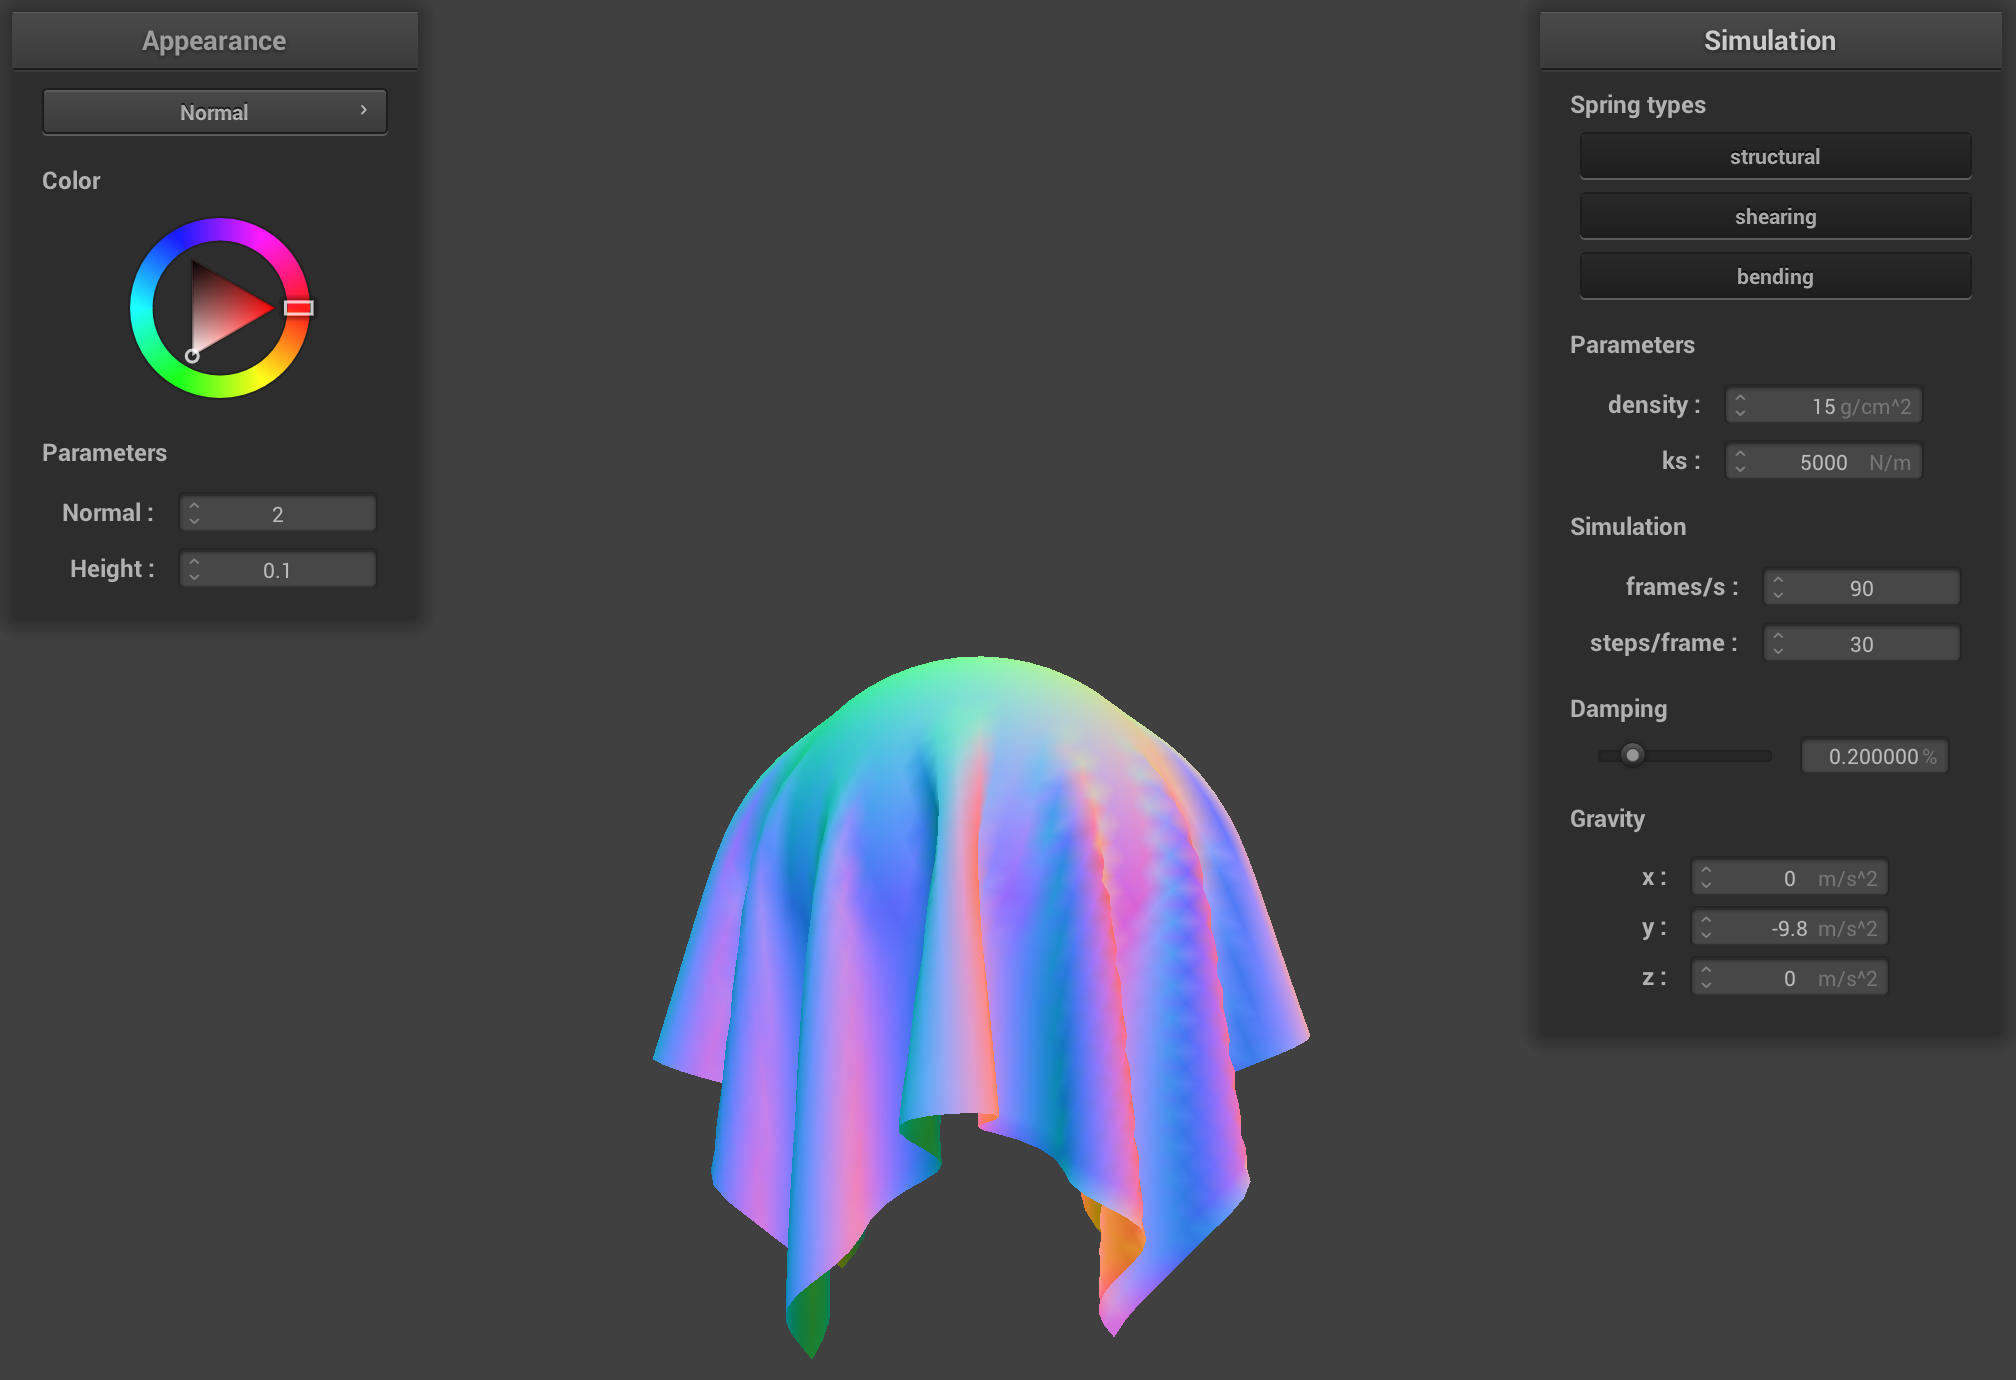 Appearance
Normal
Color
Parameters
Normal : 2
Height : 0.1
Simulation
Spring types
structural
shearing
bending
Parameters
density : 15 g/cm^2
ks : 5000 N/m
Simulation
frames/s : 90
steps/frame : 30
Damping
0.200000 %
Gravity
x : 0 m/s^2
y : -9.8 m/s^2
z : 0 m/s^2